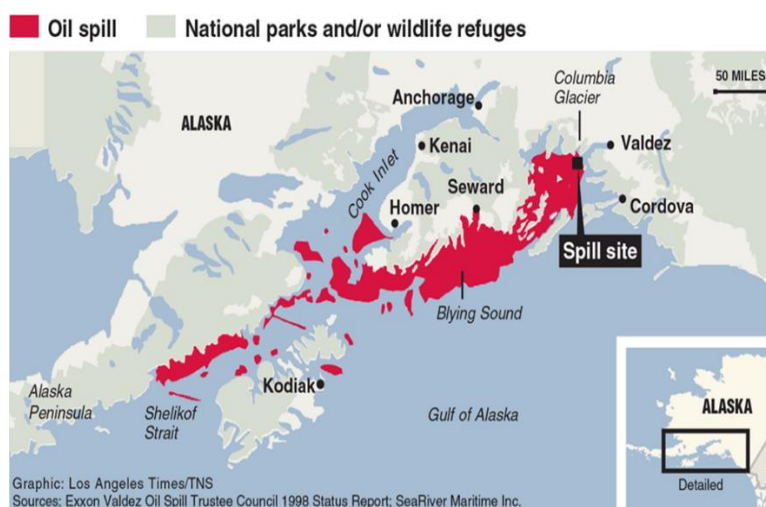 Oil spill
National parks and/or wildlife refuges
Columbia
Glacier
50 MILES
Anchorage
ALASKA
Kenai
Valdez
Cook Inlet
Seward
Homer
Cordova
Spill site
Blying Sound
Alaska
Peninsula
Shelikof
Strait
Kodiak
Gulf of Alaska
ALASKA
Detailed
Graphic: Los Angeles Times/TNS
Sources: Exxon Valdez Oil Spill Trustee Council 1998 Status Report; SeaRiver Maritime Inc.